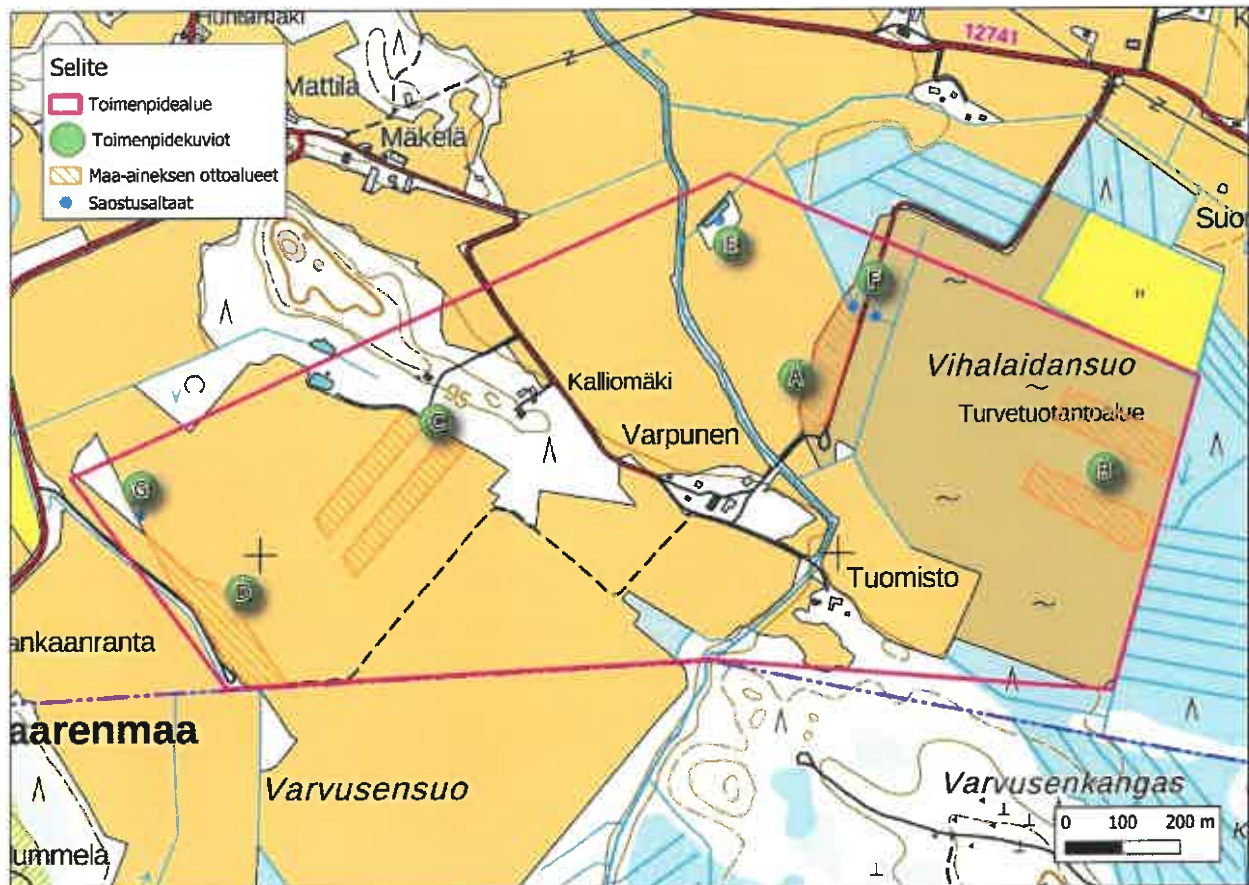 Selite
Toimenpidealue
Toimenpidekuviot
Maa-aineksen ottoalueet
Saostusaltaat
Mattila
Mäkelä
12741
Suo
E
F
A
Vihalaidansuo
Turvetuotantoalue
B
Kalliomäki
95
C
Varpunen
G
D
Tuomisto
ankaanranta
aarenmaa
Varvusensuo
Varvusenkangas
ummela
0 100 200 m